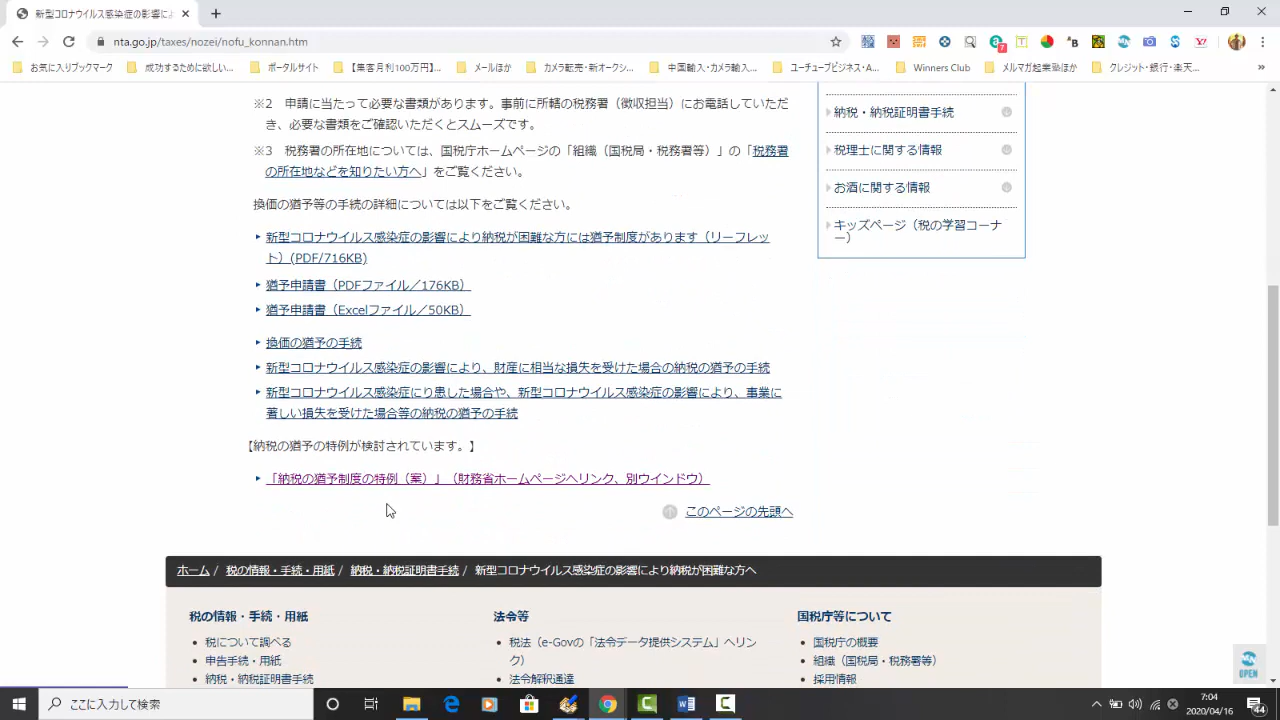 新型コロナウイルス感染症の影響によ
nta.go.jp/taxes/nozei/nofu_konnan.htm
お気に入りブックマーク
成功するために欲しい...
ポータルサイト
【集客月利100万円】...
メールほか
カメラ転売・新オークシ...
中国輸入・カメラ輸入...
ユーチューブビジネス・A...
Winners Club
メルマガ起業塾ほか
クレジット・銀行・楽天...
»
※2 申請に当たって必要な書類があります。事前に所轄の税務署（徴収担当）にお電話していただ
き、必要な書類をご確認いただくとスムーズです。
※3 税務署の所在地については、国税庁ホームページの「組織（国税局・税務署等）」の「税務署
の所在地などを知りたい方へ」をご覧ください。
換価の猶予等の手続の詳細については以下をご覧ください。
新型コロナウイルス感染症の影響により納税が困難な方には猶予制度があります（リーフレッ
ト）(PDF/716KB)
猶予申請書（PDFファイル／176KB）
猶予申請書（Excelファイル／50KB）
換価の猶予の手続
新型コロナウイルス感染症の影響により、財産に相当な損失を受けた場合の納税の猶予の手続
新型コロナウイルス感染症にり患した場合や、新型コロナウイルス感染症の影響により、事業に
著しい損失を受けた場合等の納税の猶予の手続
【納税の猶予の特例が検討されています。】
「納税の猶予制度の特例（案）」（財務省ホームページへリンク、別ウインドウ）
このページの先頭へ
納税・納税証明書手続
税理士に関する情報
お酒に関する情報
キッズページ（税の学習コーナ
ー）
ホーム / 税の情報・手続・用紙 / 納税・納税証明書手続 / 新型コロナウイルス感染症の影響により納税が困難な方へ
税の情報・手続・用紙
税について調べる
申告手続・用紙
納税・納税証明書手続
法令等
税法（e-Govの「法令データ提供システム」へリン
ク）
法令解釈通達
国税庁等について
国税庁の概要
組織（国税局・税務署等）
採用情報
OPEN
ここに入力して検索
7:04
2020/04/16
44